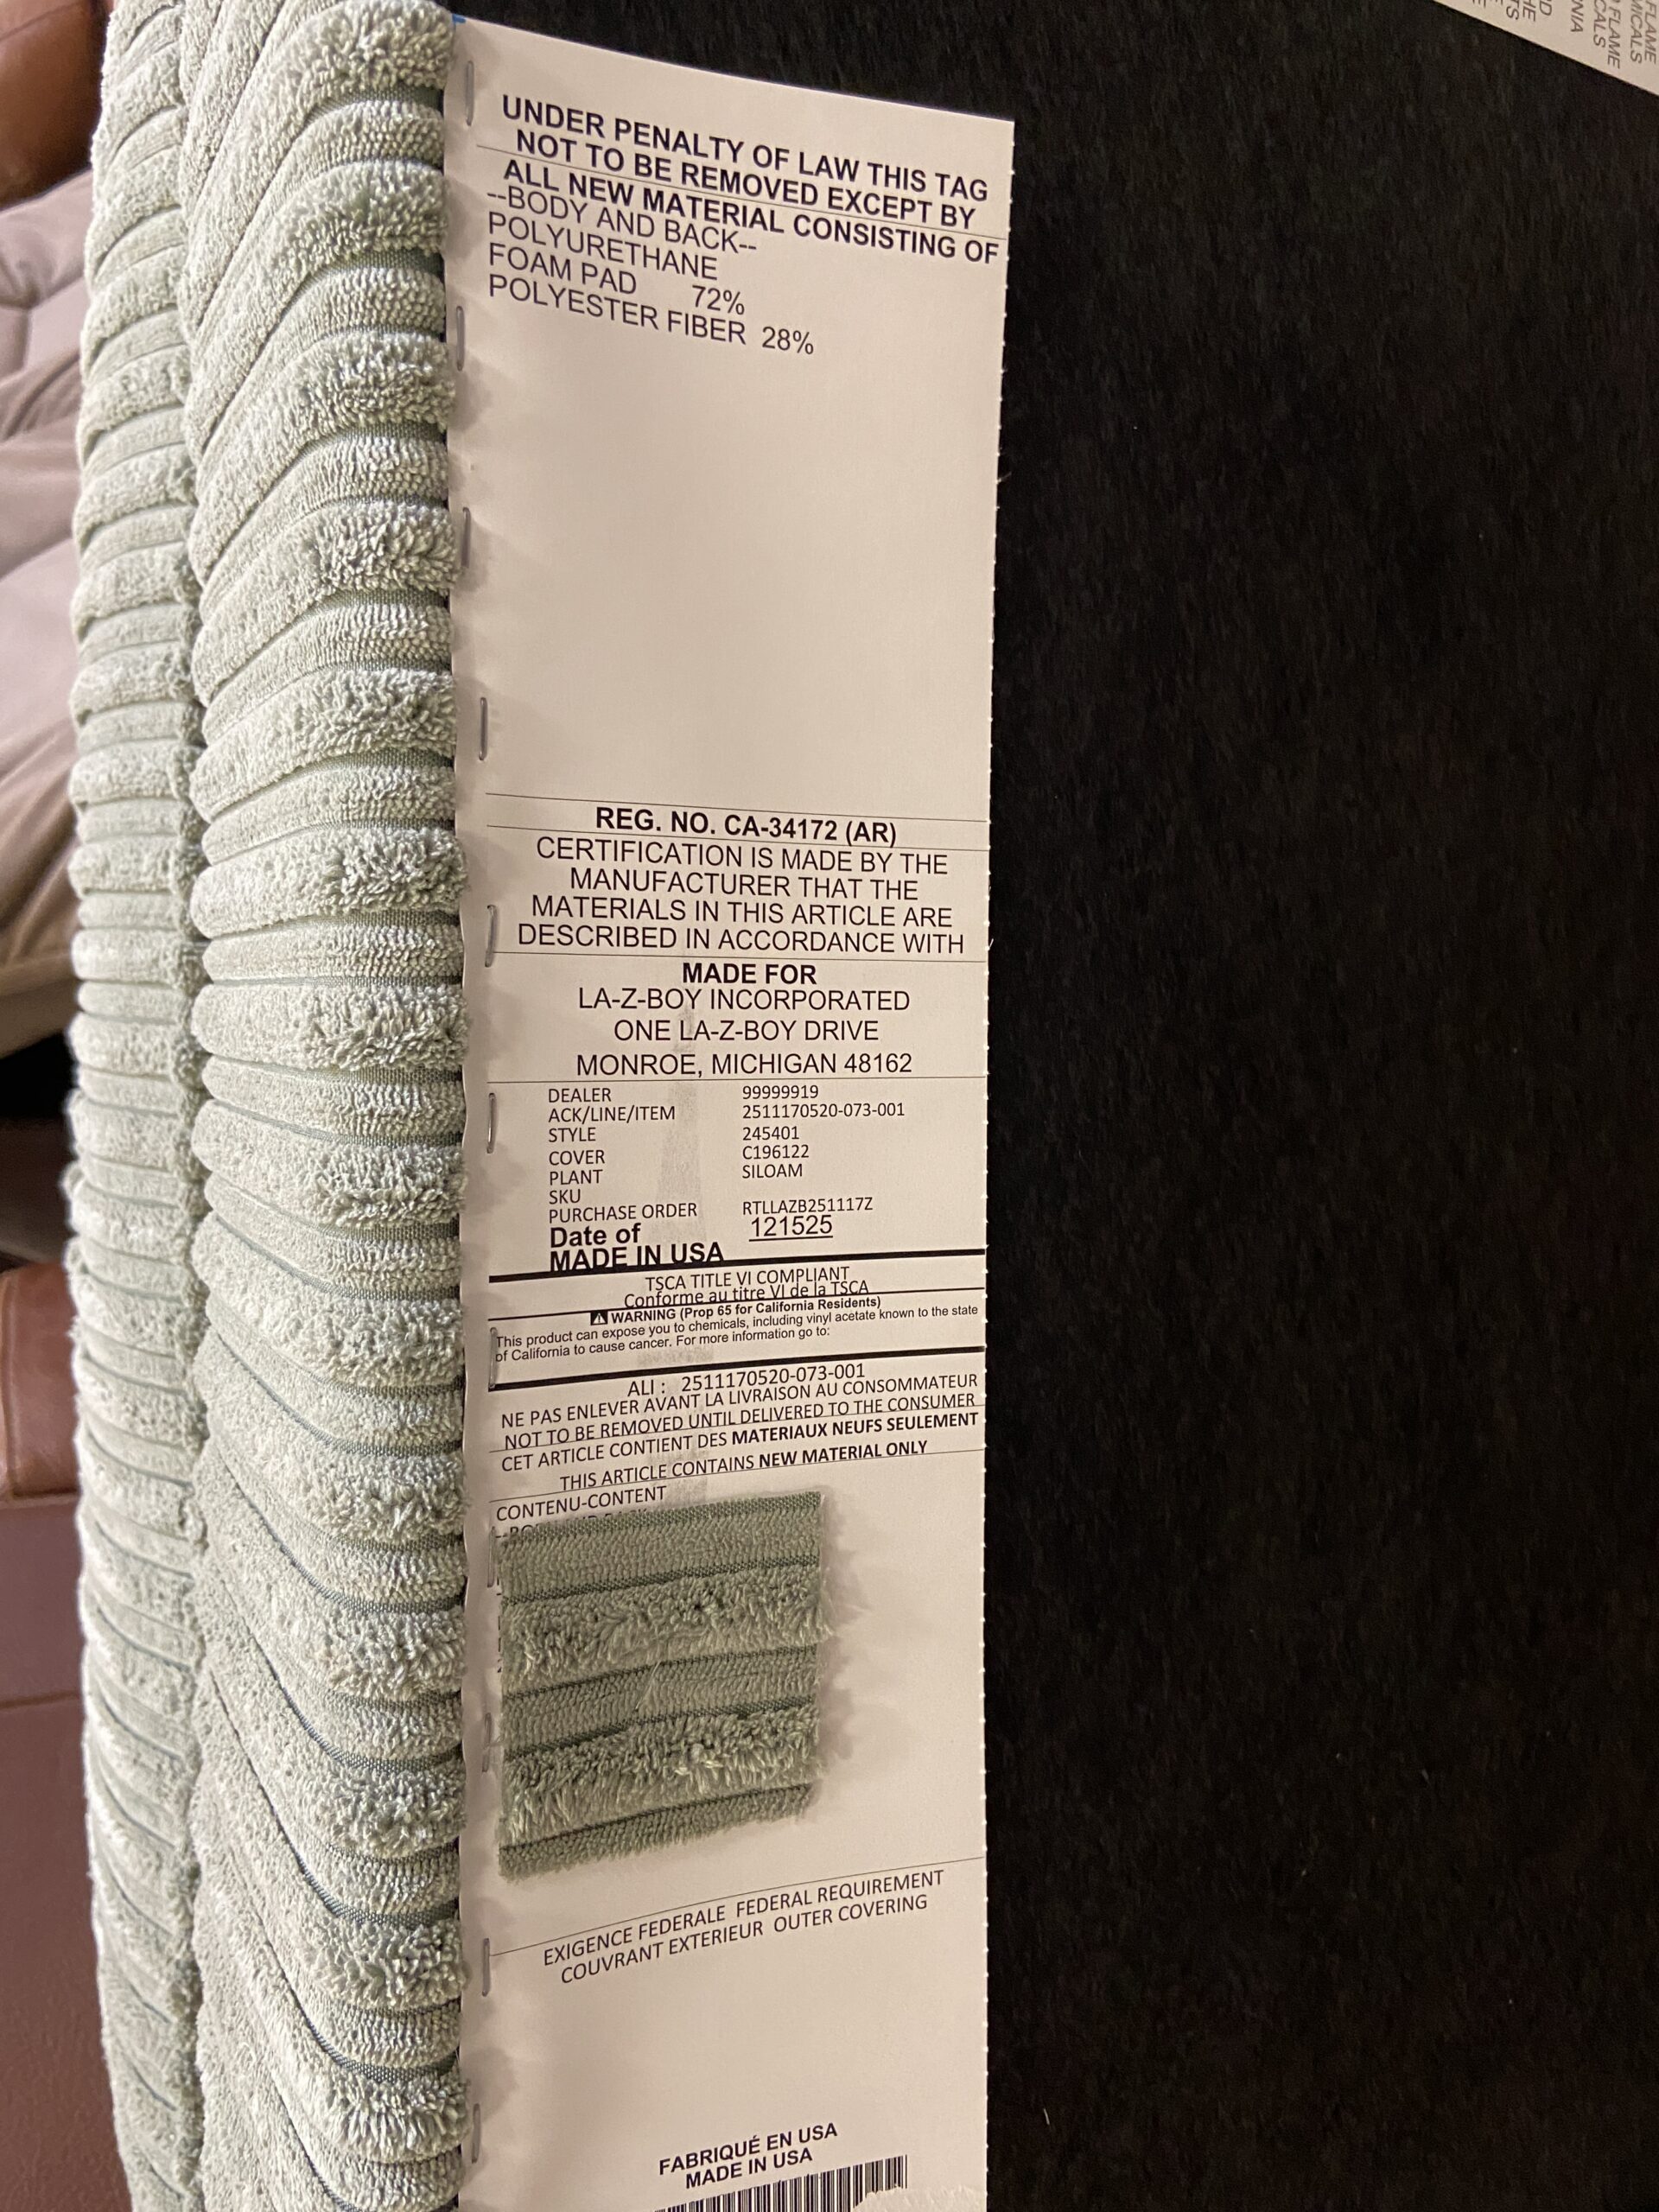 UNDER PENALTY OF LAW THIS TAG
NOT TO BE REMOVED EXCEPT BY
ALL NEW MATERIAL CONSISTING OF
--BODY AND BACK--
POLYURETHANE
FOAM PAD 72%
POLYESTER FIBER 28%
REG. NO. CA-34172 (AR)
CERTIFICATION IS MADE BY THE
MANUFACTURER THAT THE
MATERIALS IN THIS ARTICLE ARE
DESCRIBED IN ACCORDANCE WITH
MADE FOR
LA-Z-BOY INCORPORATED
ONE LA-Z-BOY DRIVE
MONROE, MICHIGAN 48162
DEALER 99999919
ACK/LINE/ITEM 2511170520-073-001
STYLE 245401
COVER C196122
PLANT SILOAM
SKU
PURCHASE ORDER RTLLAZB251117Z
Date of 121525
MADE IN USA
TSCA TITLE VI COMPLIANT
Conforme au titre VI de la TSCA
WARNING (Prop 65 for California Residents)
This product can expose you to chemicals, including vinyl acetate known to the state
of California to cause cancer. For more information go to:
ALI : 2511170520-073-001
NE PAS ENLEVER AVANT LA LIVRAISON AU CONSOMMATEUR
NOT TO BE REMOVED UNTIL DELIVERED TO THE CONSUMER
CET ARTICLE CONTIENT DES MATERIAUX NEUFS SEULEMENT
THIS ARTICLE CONTAINS NEW MATERIAL ONLY
CONTENU-CONTENT
EXIGENCE FEDERALE FEDERAL REQUIREMENT
COUVRANT EXTERIEUR OUTER COVERING
FABRIQUÉ EN USA
MADE IN USA
FLAME
MICALS
FLAME
CALS
NIA